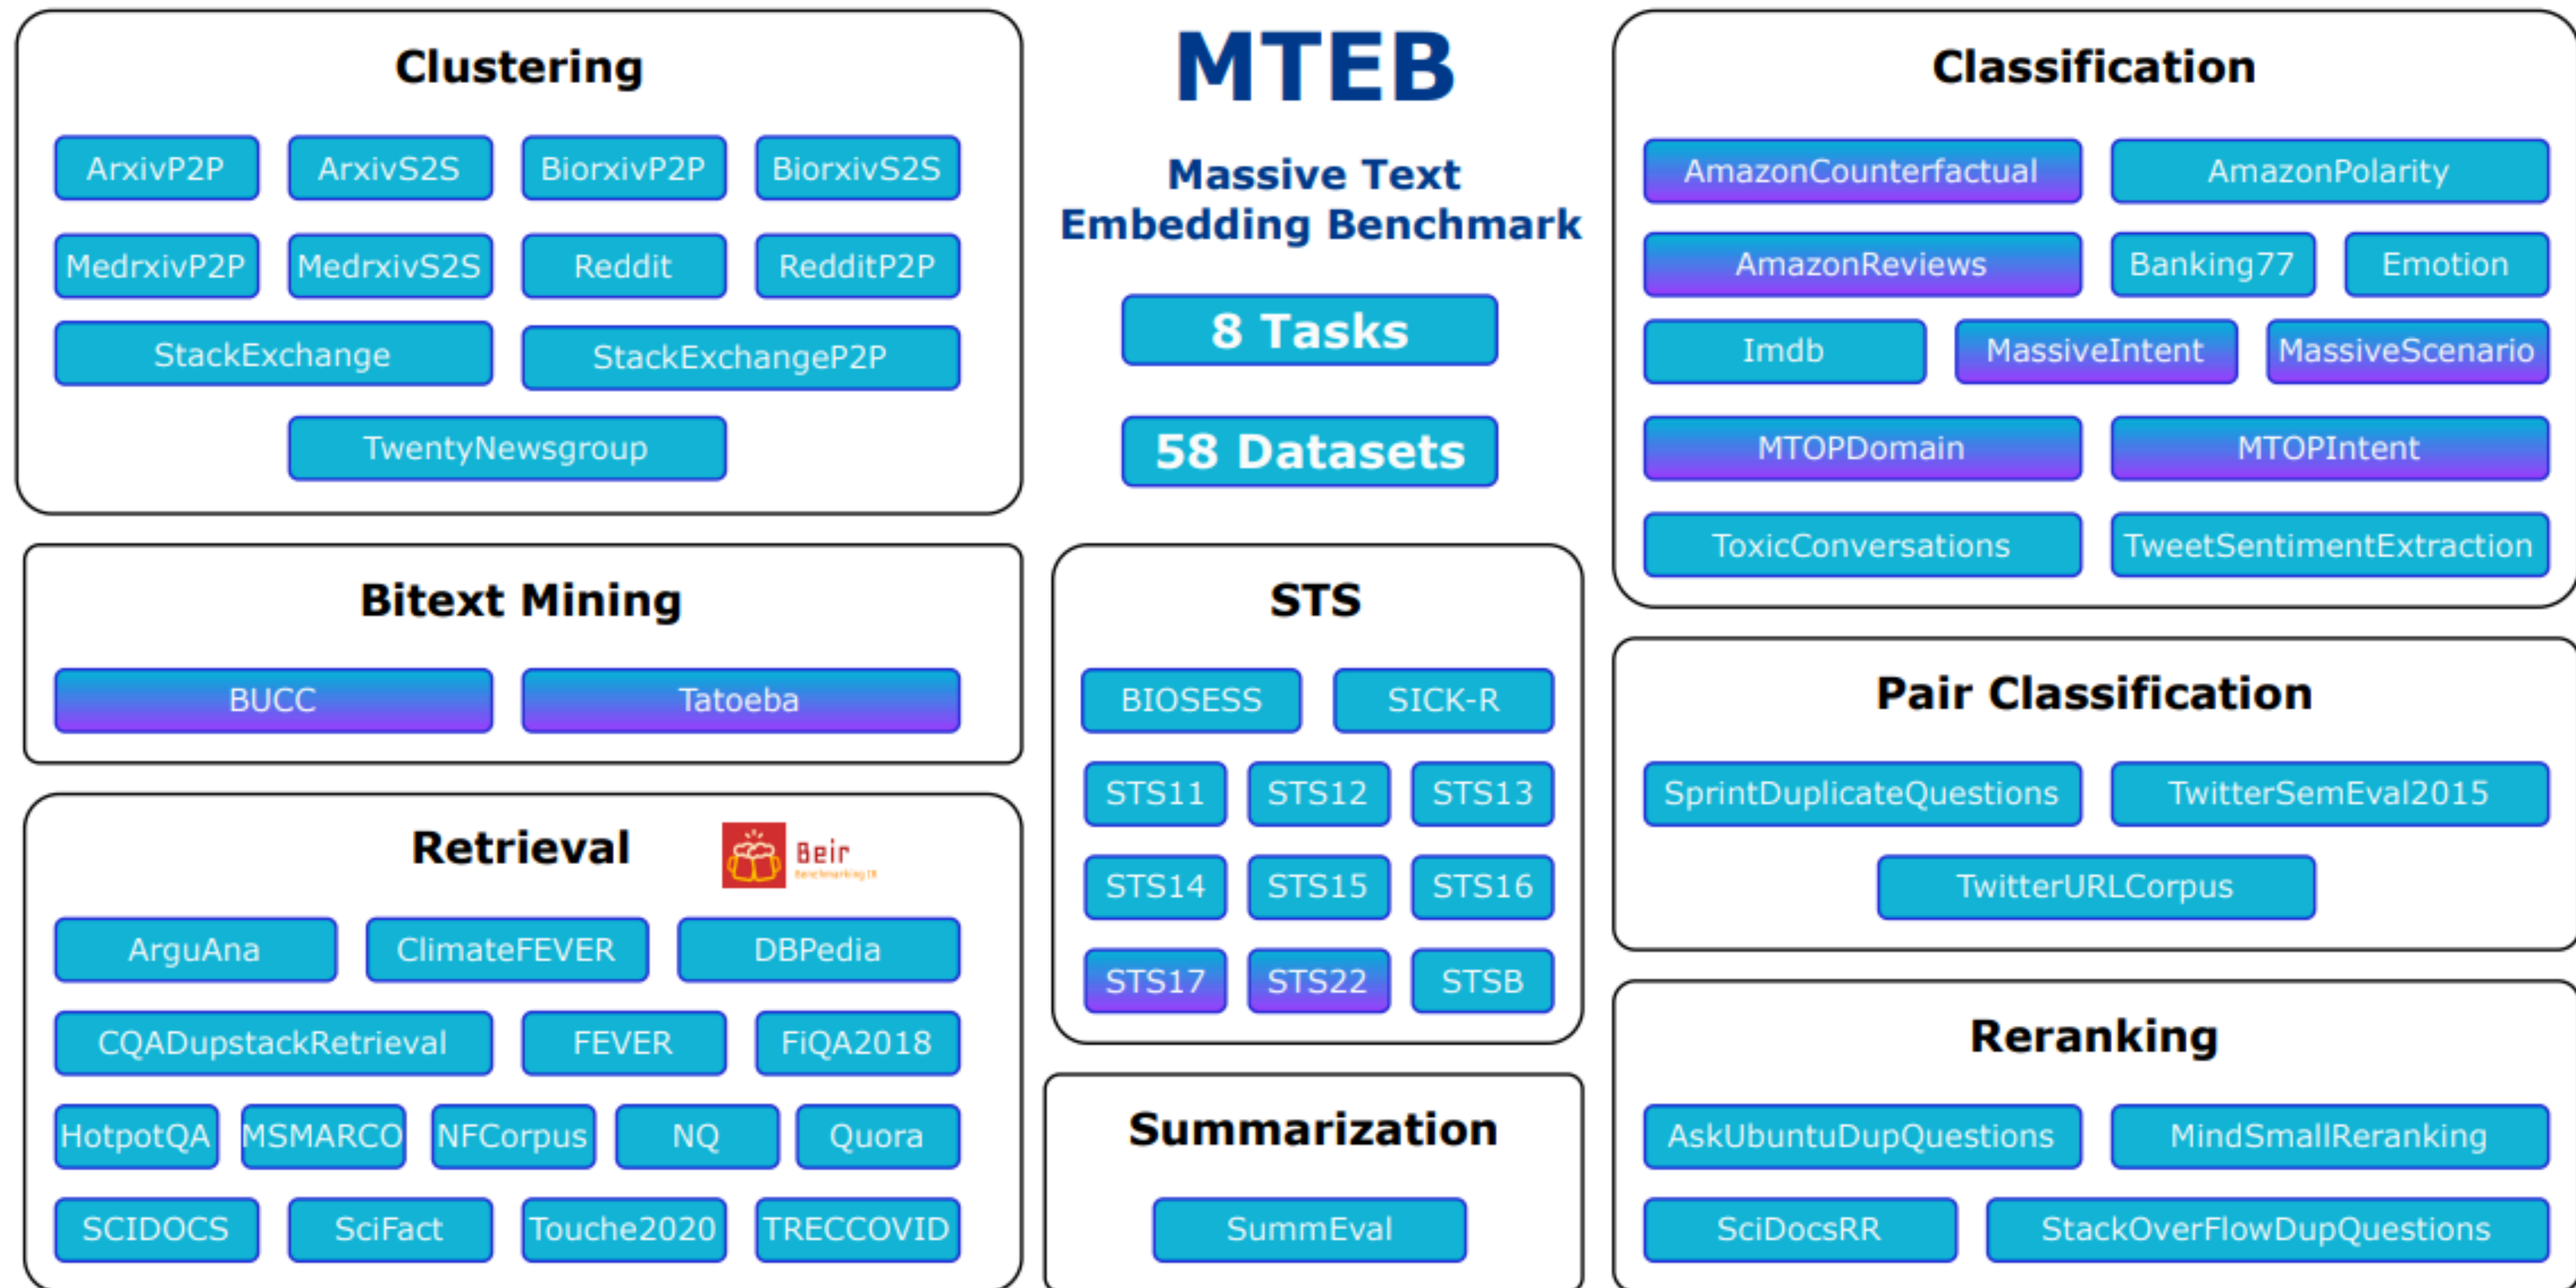 Clustering
ArxivP2P ArxivS2S BiorxivP2P BiorxivS2S
MedrxivP2P MedrxivS2S Reddit RedditP2P
StackExchange StackExchangeP2P
TwentyNewsgroup
MTEB
Massive Text
Embedding Benchmark
8 Tasks
58 Datasets
Classification
AmazonCounterfactual AmazonPolarity
AmazonReviews Banking77 Emotion
Imdb MassiveIntent MassiveScenario
MTOPDomain MTOPIntent
ToxicConversations TweetSentimentExtraction
Bitext Mining
BUCC Tatoeba
STS
BIOSESS SICK-R
STS11 STS12 STS13
STS14 STS15 STS16
STS17 STS22 STSB
Pair Classification
SprintDuplicateQuestions TwitterSemEval2015
TwitterURLCorpus
Retrieval
Beir
Benchmarking IR
ArguAna ClimateFEVER DBPedia
CQADupstackRetrieval FEVER FiQA2018
HotpotQA MSMARCO NFCorpus NQ Quora
SCIDOCS SciFact Touche2020 TRECCOVID
Summarization
SummEval
Reranking
AskUbuntuDupQuestions MindSmallReranking
SciDocsRR StackOverFlowDupQuestions